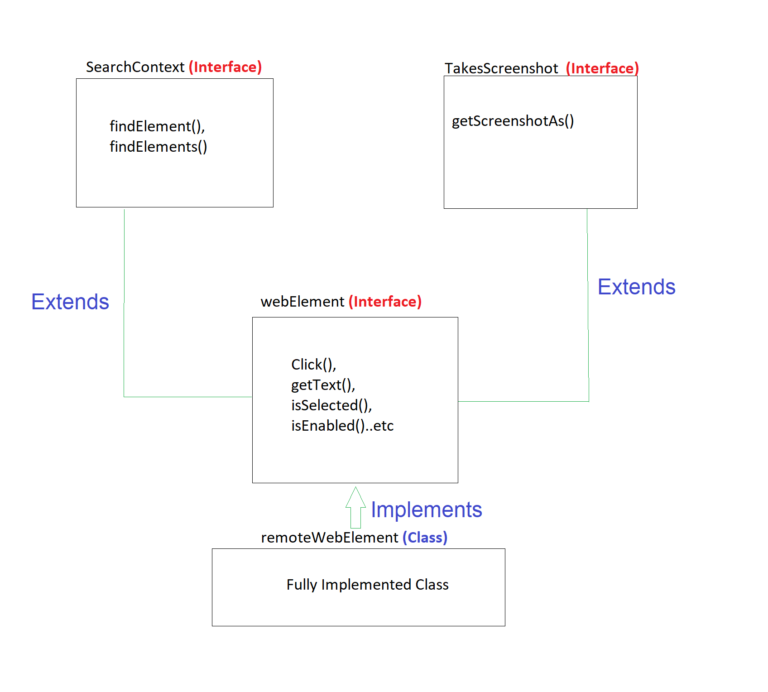 SearchContext (Interface)
findElement(),
findElements()
TakesScreenshot (Interface)
getScreenshotAs()
Extends
Extends
webElement (Interface)
Click(),
getText(),
isSelected(),
isEnabled()..etc
Implements
remoteWebElement (Class)
Fully Implemented Class